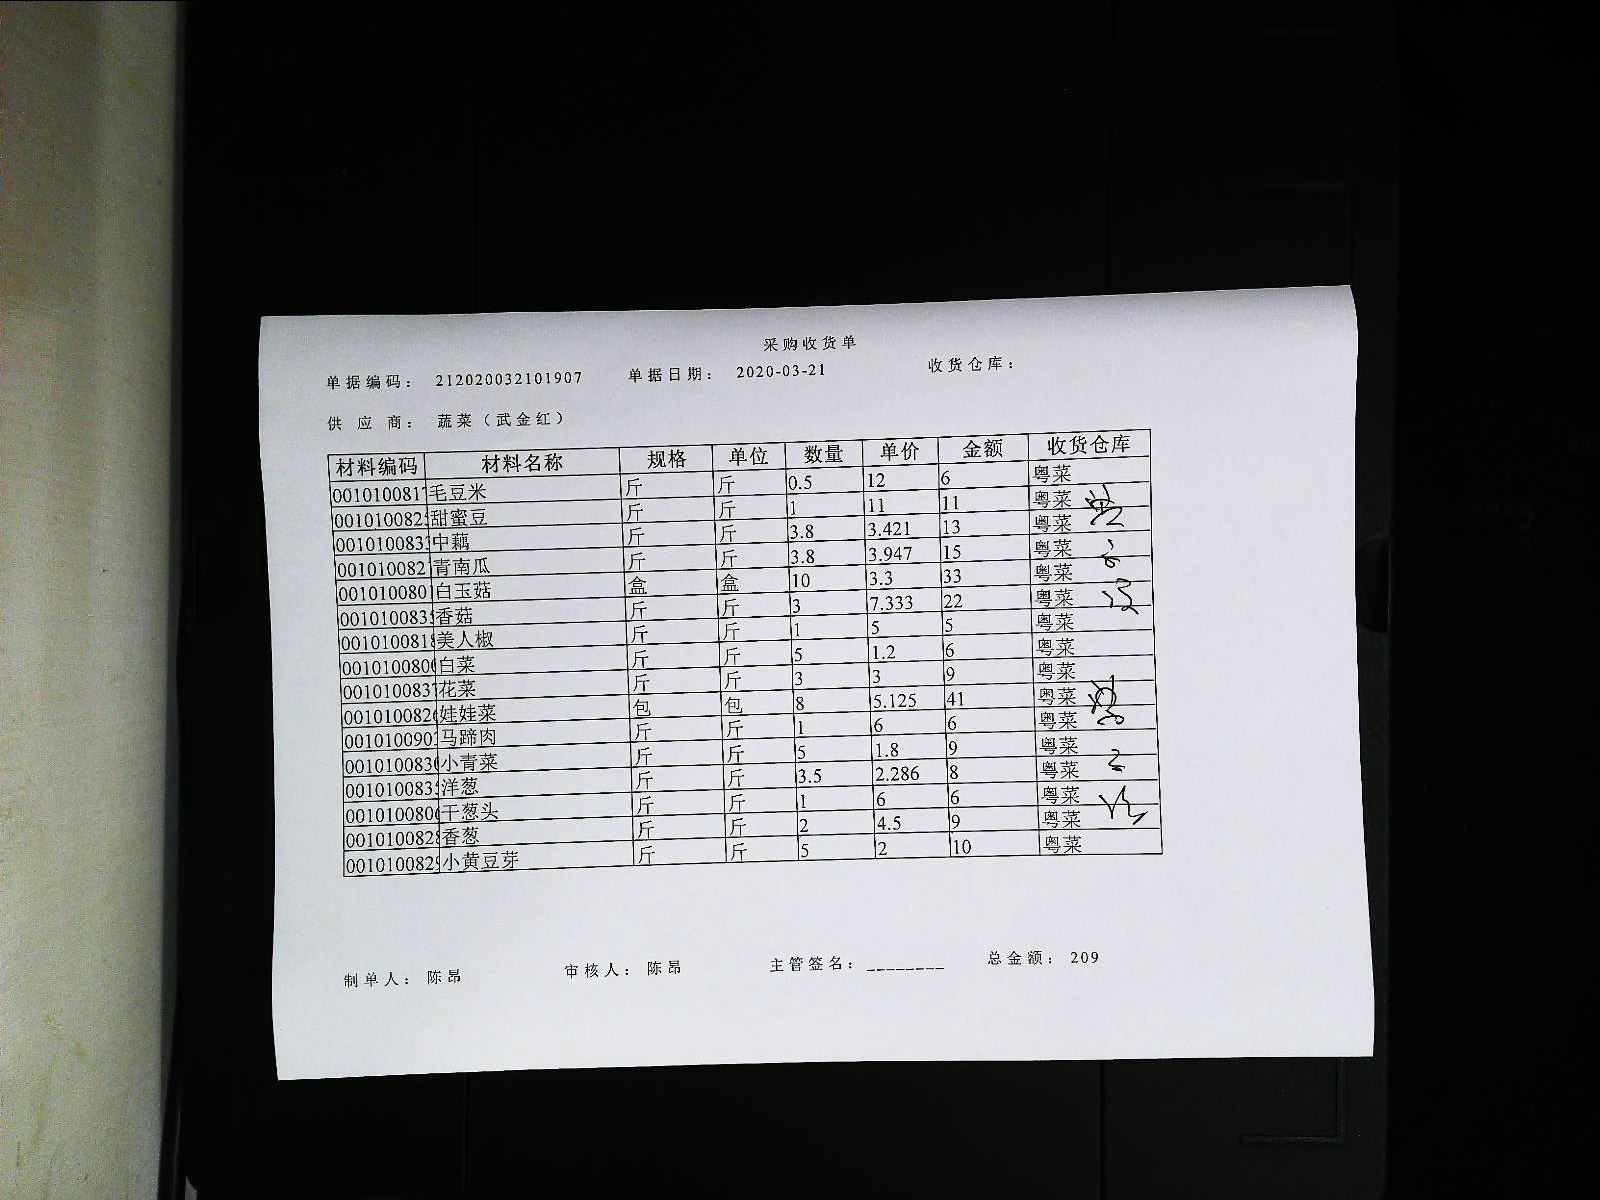 采购收货单
单据编码： 212020032101907 单据日期： 2020-03-21 收货仓库：
供 应 商： 蔬菜（武金红）
材料编码 材料名称 规格 单位 数量 单价 金额 收货仓库
001010081 毛豆米 斤 斤 0.5 12 6 粤菜
001010082 甜蜜豆 斤 斤 1 11 11 粤菜
001010083 中藕 斤 斤 3.8 3.421 13 粤菜
001010082 青南瓜 斤 斤 3.8 3.947 15 粤菜
001010080 白玉菇 盒 盒 10 3.3 33 粤菜
001010083 香菇 斤 斤 3 7.333 22 粤菜
001010081 美人椒 斤 斤 1 5 5 粤菜
001010080 白菜 斤 斤 5 1.2 6 粤菜
001010083 花菜 斤 斤 3 3 9 粤菜
001010082 娃娃菜 包 包 8 5.125 41 粤菜
001010090 马蹄肉 斤 斤 1 6 6 粤菜
001010083 小青菜 斤 斤 5 1.8 9 粤菜
001010083 洋葱 斤 斤 3.5 2.286 8 粤菜
001010080 干葱头 斤 斤 1 6 6 粤菜
001010082 香葱 斤 斤 2 4.5 9 粤菜
001010082 小黄豆芽 斤 斤 5 2 10 粤菜
制单人： 陈昂 审核人： 陈昂 主管签名：________ 总金额： 209